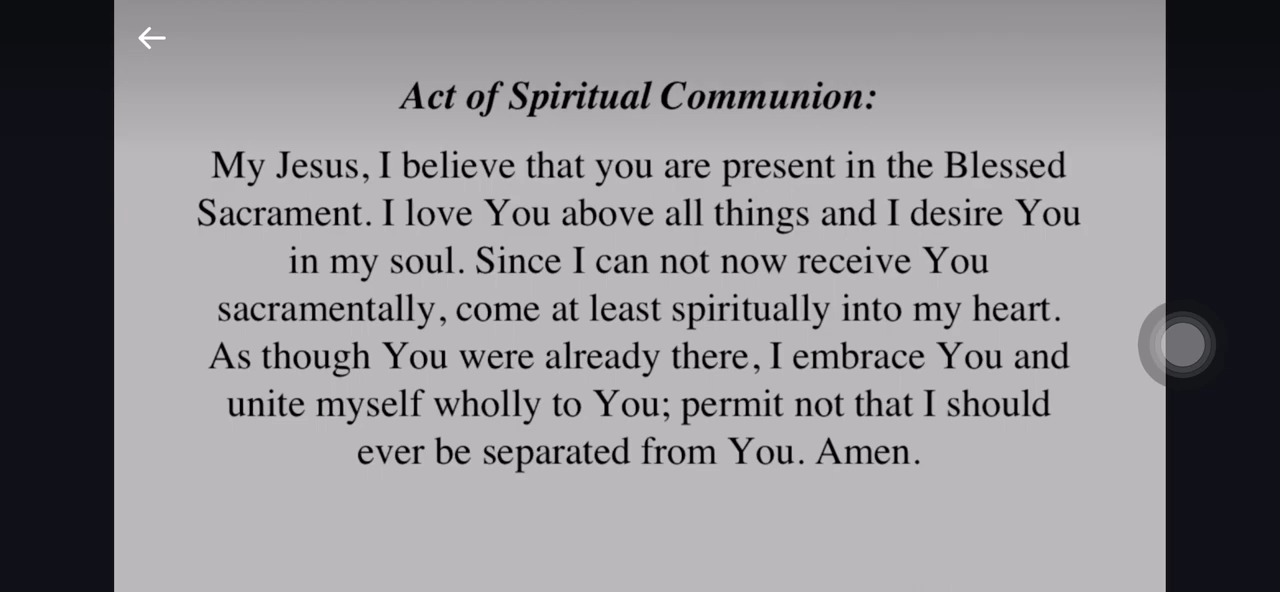 Act of Spiritual Communion:
My Jesus, I believe that you are present in the Blessed
Sacrament. I love You above all things and I desire You
in my soul. Since I can not now receive You
sacramentally, come at least spiritually into my heart.
As though You were already there, I embrace You and
unite myself wholly to You; permit not that I should
ever be separated from You. Amen.